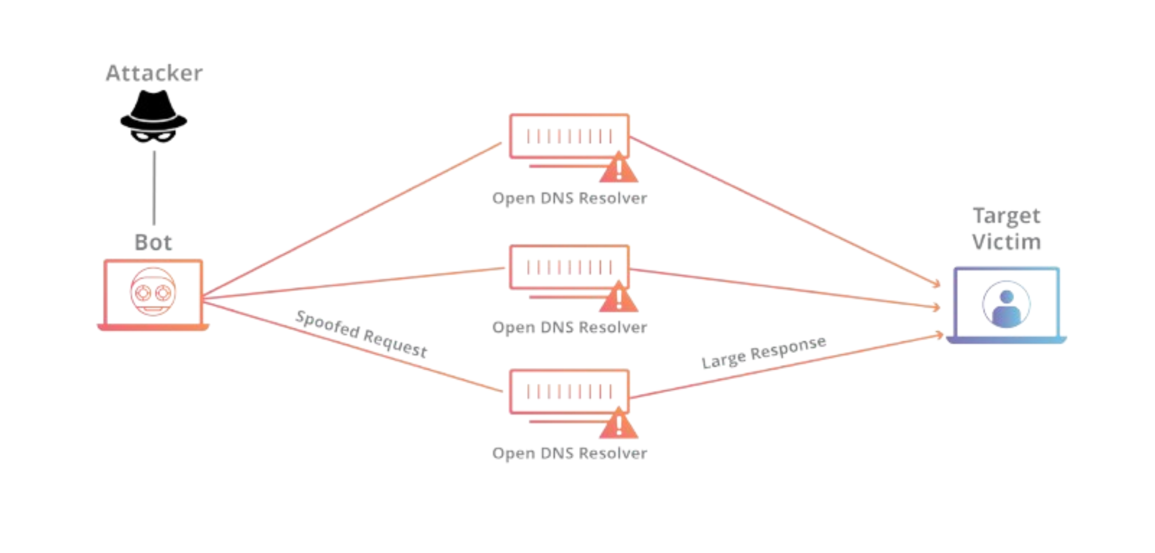 Attacker
Bot
Spoofed Request
Open DNS Resolver
Open DNS Resolver
Open DNS Resolver
Large Response
Target
Victim